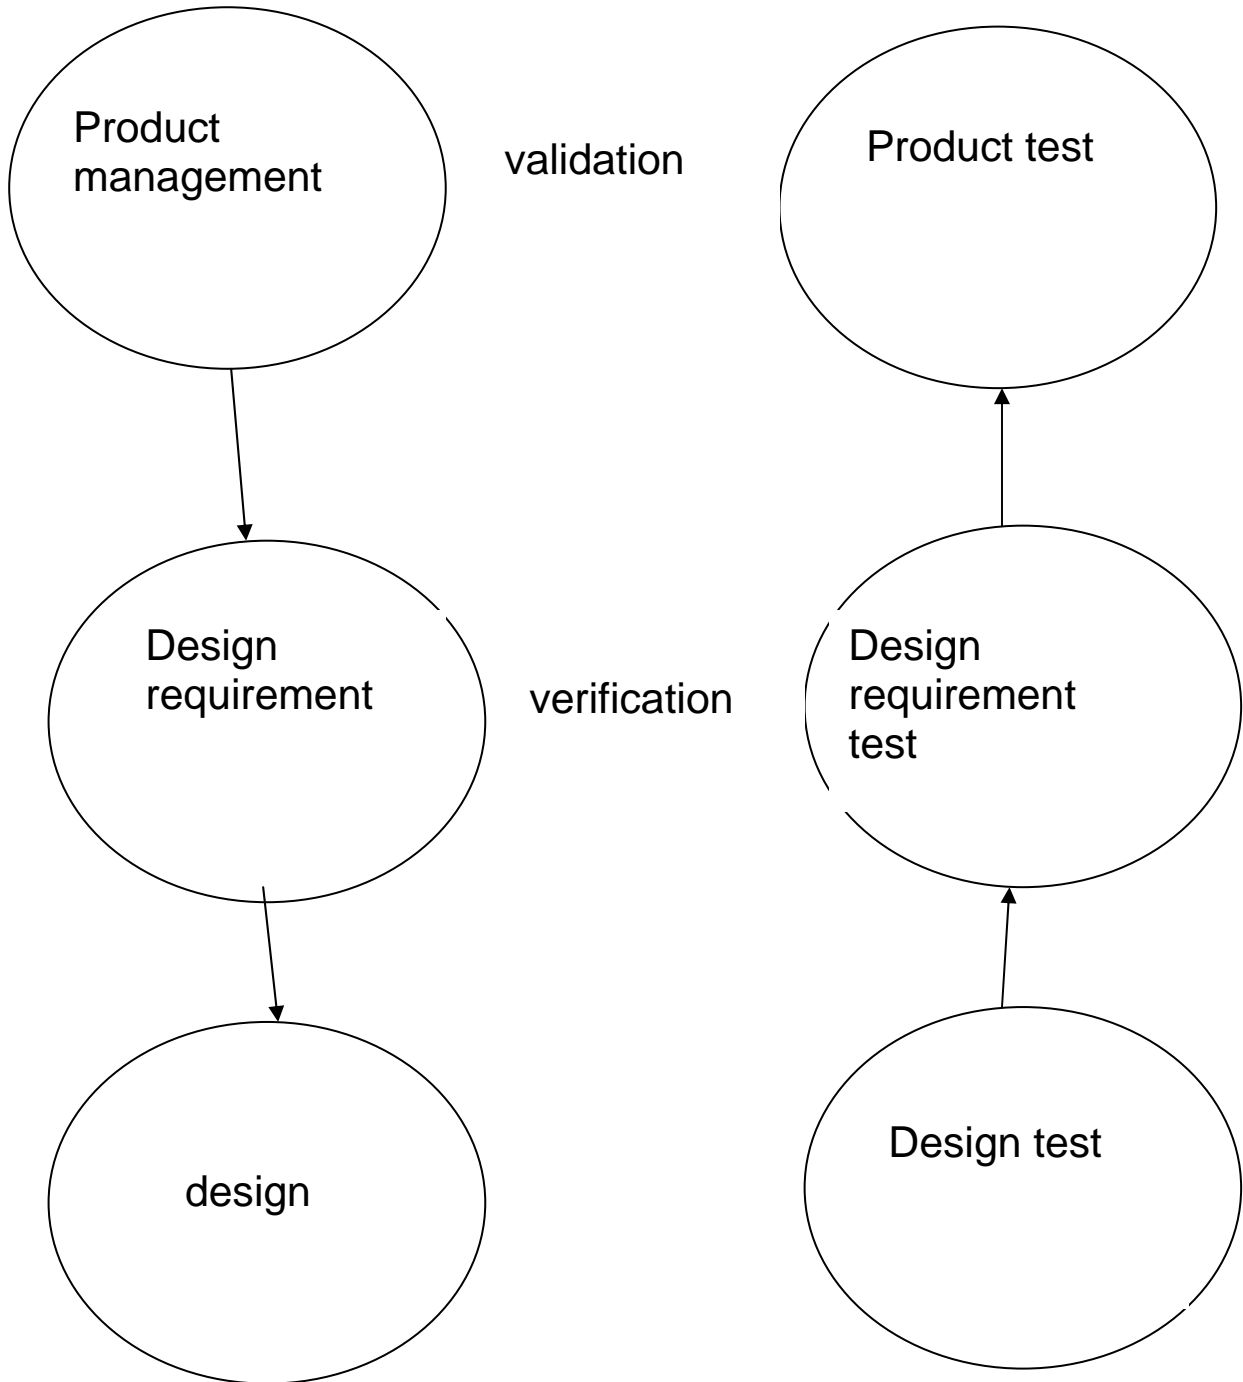 Product
management
validation
Product test
Design
requirement
verification
Design
requirement
test
design
Design test